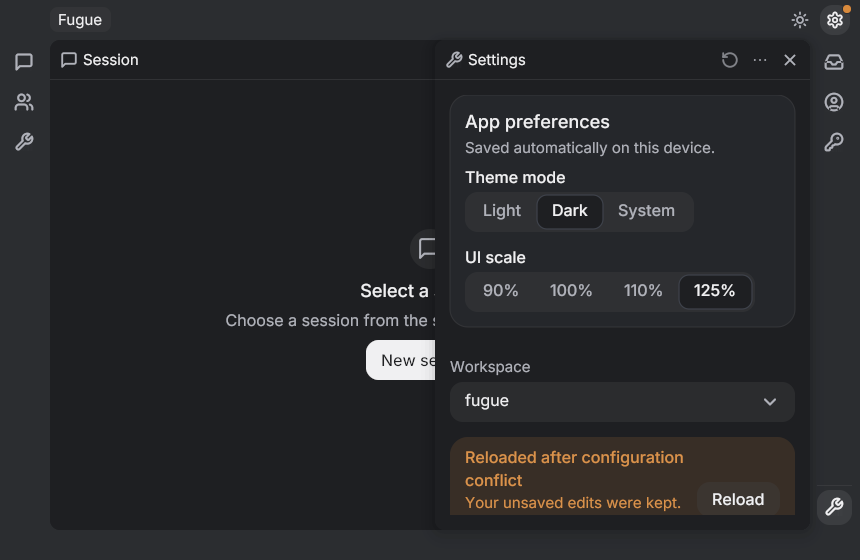 Fugue
Session
Settings
App preferences
Saved automatically on this device.
Theme mode
Light Dark System
UI scale
90% 100% 110% 125%
Select a
Choose a session from the
New se
Workspace
fugue
Reloaded after configuration
conflict
Your unsaved edits were kept.
Reload